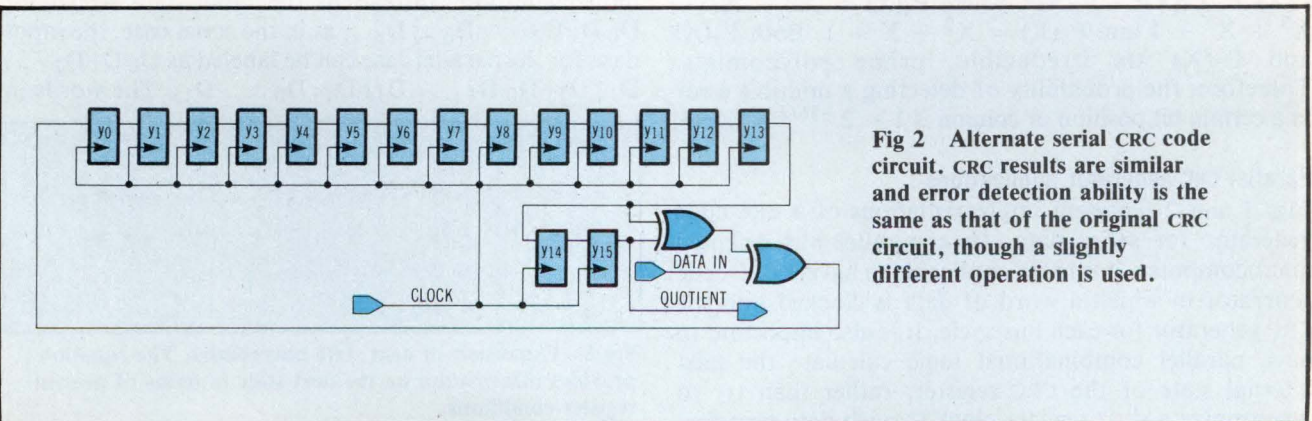 Y0 Y1 Y2 Y3 Y4 Y5 Y6 Y7 Y8 Y9 Y10 Y11 Y12 Y13
Y14 Y15
DATA IN
CLOCK
QUOTIENT
Fig 2 Alternate serial CRC code
circuit. CRC results are similar
and error detection ability is the
same as that of the original CRC
circuit, though a slightly
different operation is used.